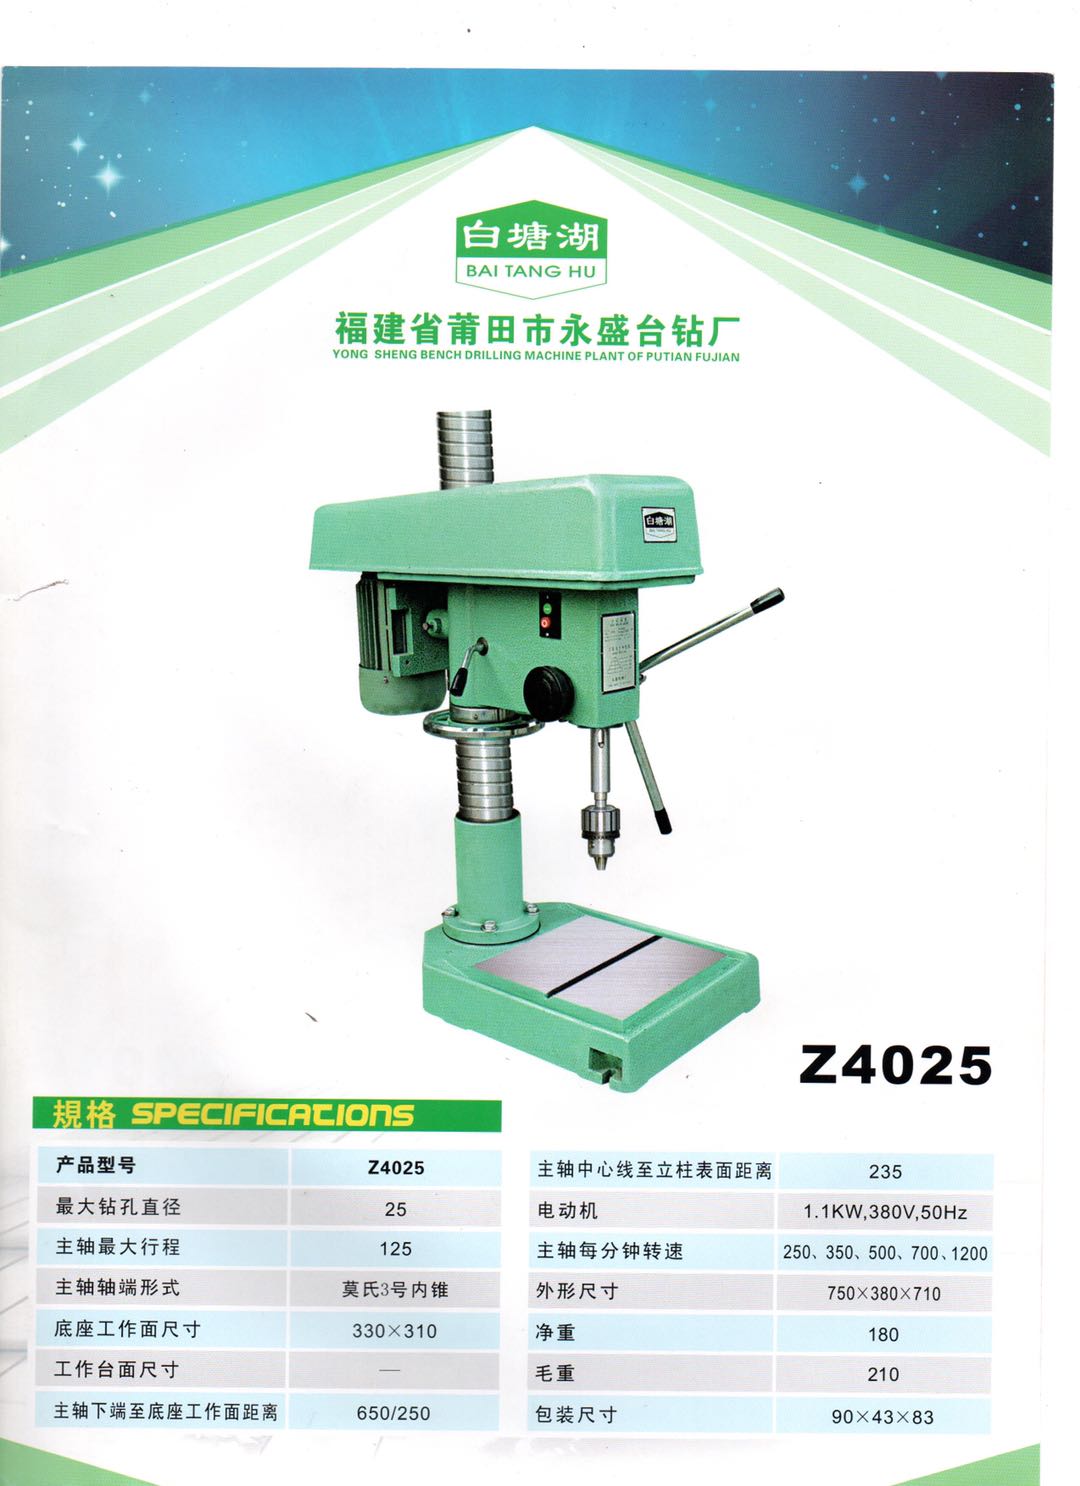 白塘湖
BAI TANG HU
福建省莆田市永盛台钻厂
YONG SHENG BENCH DRILLING MACHINE PLANT OF PUTIAN FUJIAN
白塘湖
BAI TANG HU
Z4025
規格 SPECIFICATIONS
产品型号 Z4025
最大钻孔直径 25
主轴最大行程 125
主轴轴端形式 莫氏3号内锥
底座工作面尺寸 330×310
工作台面尺寸 —
主轴下端至底座工作面距离 650/250
主轴中心线至立柱表面距离 235
电动机 1.1KW,380V,50Hz
主轴每分钟转速 250、350、500、700、1200
外形尺寸 750×380×710
净重 180
毛重 210
包装尺寸 90×43×83